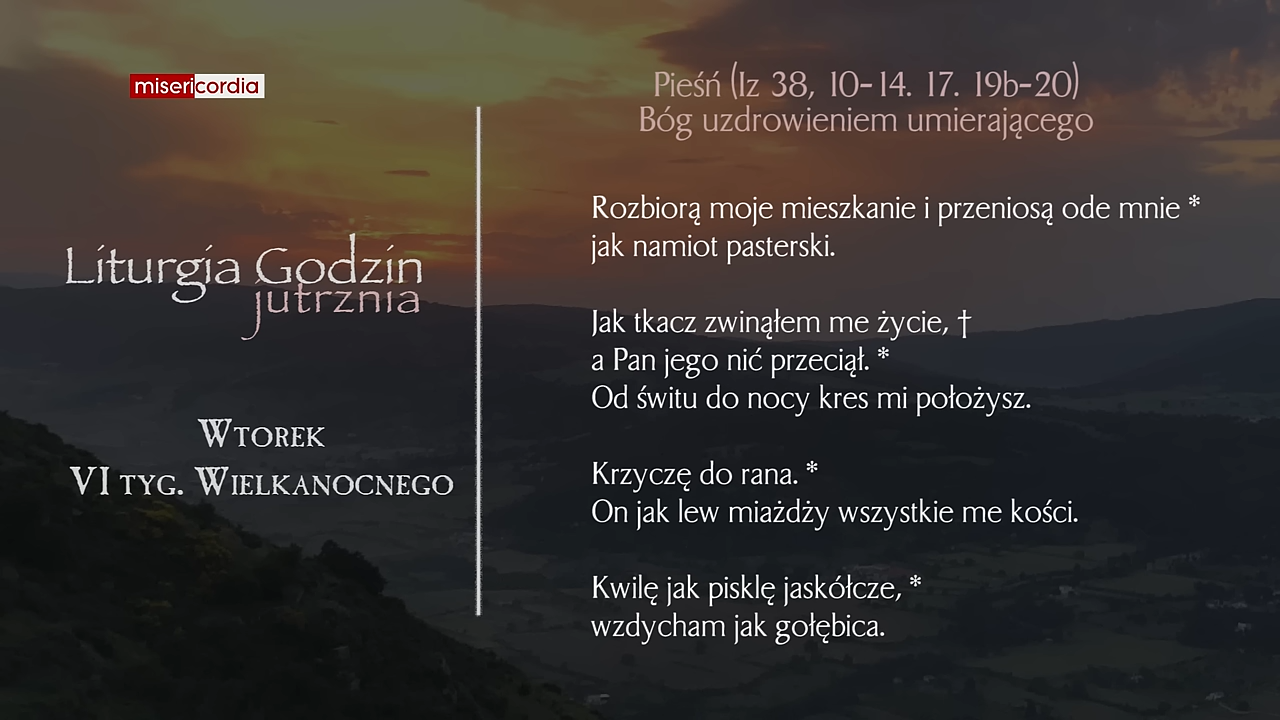 misericordia
Liturgia Godzin
jutrznia
Wtorek
VI tyg. Wielkanocnego
Pieśń (Iz 38, 10-14. 17. 19b-20)
Bóg uzdrowieniem umierającego
Rozbiorą moje mieszkanie i przeniosą ode mnie *
jak namiot pasterski.
Jak tkacz zwinąłem me życie, †
a Pan jego nić przeciął. *
Od świtu do nocy kres mi położysz.
Krzyczę do rana. *
On jak lew miażdży wszystkie me kości.
Kwilę jak pisklę jaskółcze, *
wzdycham jak gołębica.